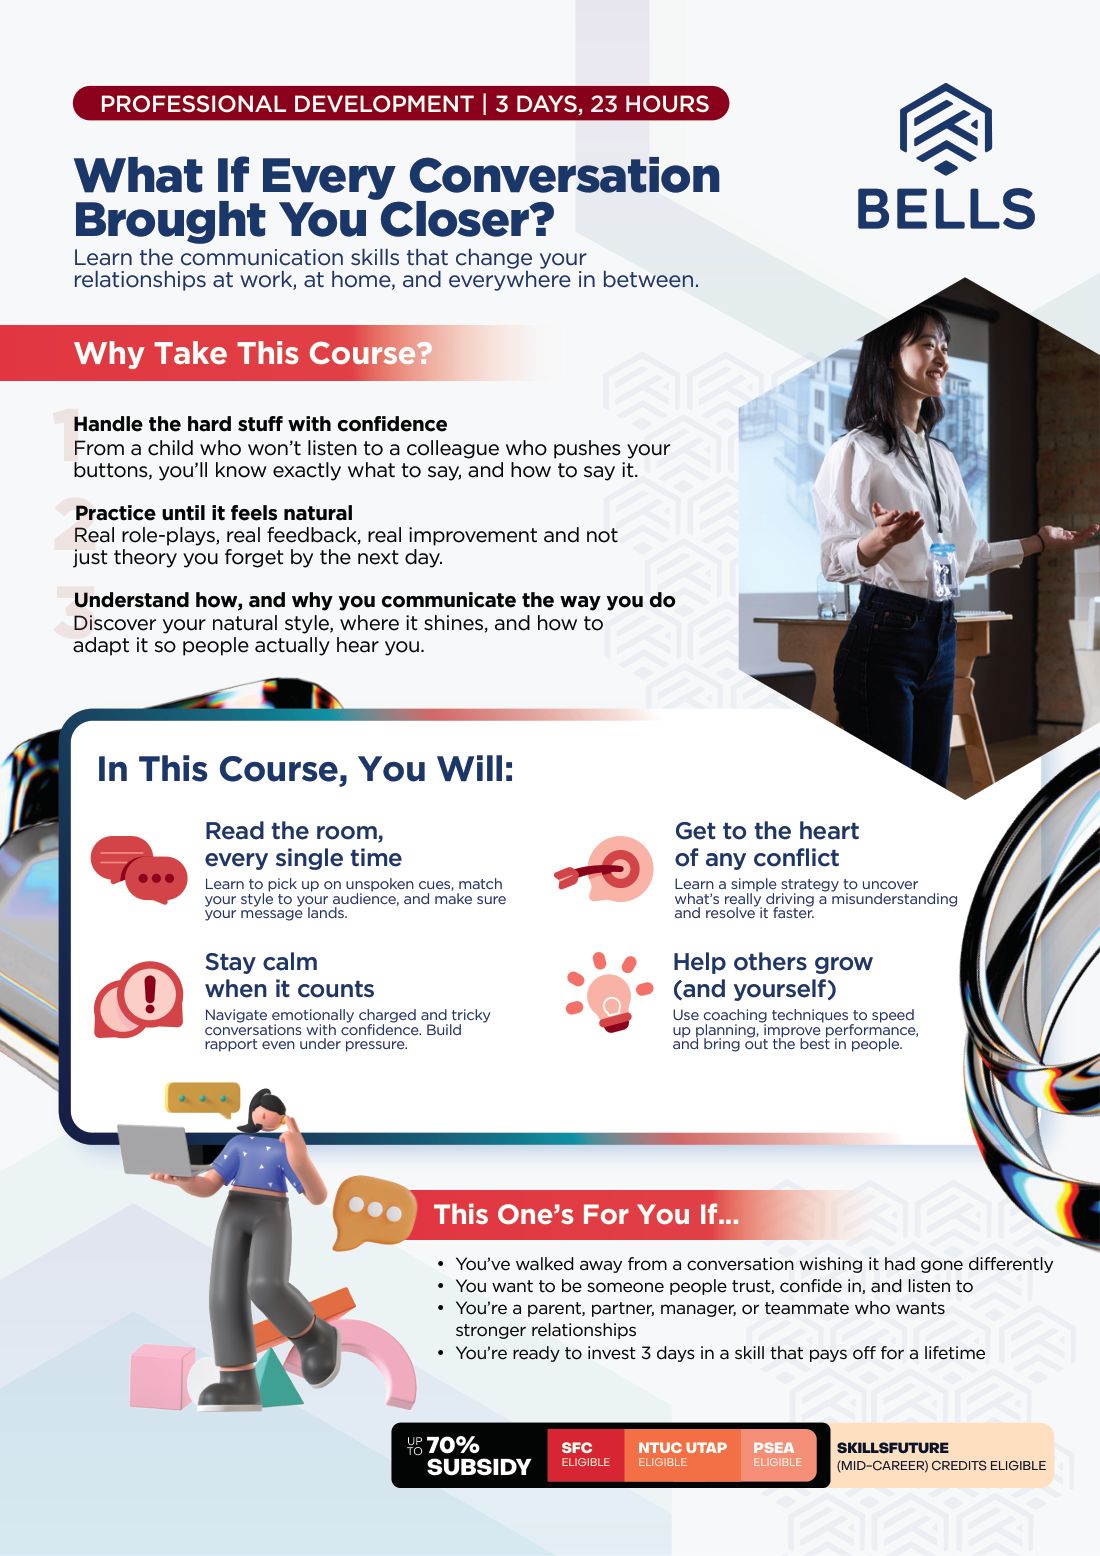 PROFESSIONAL DEVELOPMENT | 3 DAYS, 23 HOURS
BELLS
What If Every Conversation
Brought You Closer?
Learn the communication skills that change your
relationships at work, at home, and everywhere in between.
Why Take This Course?
1
Handle the hard stuff with confidence
From a child who won't listen to a colleague who pushes your
buttons, you'll know exactly what to say, and how to say it.
2
Practice until it feels natural
Real role-plays, real feedback, real improvement and not
just theory you forget by the next day.
3
Understand how, and why you communicate the way you do
Discover your natural style, where it shines, and how to
adapt it so people actually hear you.
In This Course, You Will:
Read the room,
every single time
Learn to pick up on unspoken cues, match
your style to your audience, and make sure
your message lands.
Get to the heart
of any conflict
Learn a simple strategy to uncover
what's really driving a misunderstanding
and resolve it faster.
Stay calm
when it counts
Navigate emotionally charged and tricky
conversations with confidence. Build
rapport even under pressure.
Help others grow
(and yourself)
Use coaching techniques to speed
up planning, improve performance,
and bring out the best in people.
This One's For You If...
• You've walked away from a conversation wishing it had gone differently
• You want to be someone people trust, confide in, and listen to
• You're a parent, partner, manager, or teammate who wants
stronger relationships
• You're ready to invest 3 days in a skill that pays off for a lifetime
UP TO 70% SUBSIDY
SFC
ELIGIBLE
NTUC UTAP
ELIGIBLE
PSEA
ELIGIBLE
SKILLSFUTURE
(MID-CAREER) CREDITS ELIGIBLE